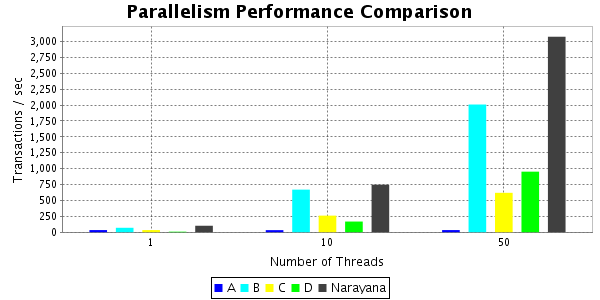 Parallelism Performance Comparison
3,000
2,750
2,500
2,250
2,000
1,750
1,500
1,250
1,000
750
500
250
0
Transactions / sec
1 10 50
Number of Threads
A B C D Narayana